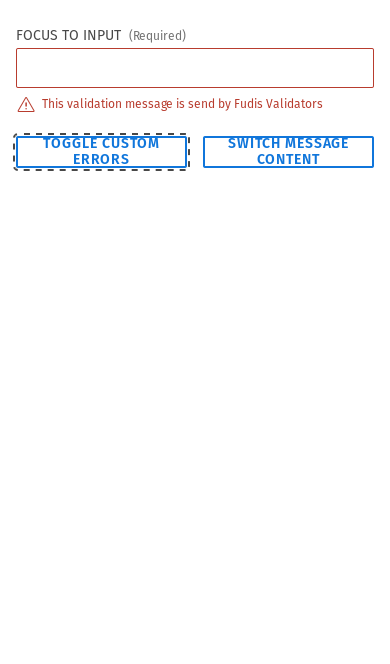 FOCUS TO INPUT (Required)
This validation message is send by Fudis Validators
TOGGLE CUSTOM
ERRORS
SWITCH MESSAGE
CONTENT